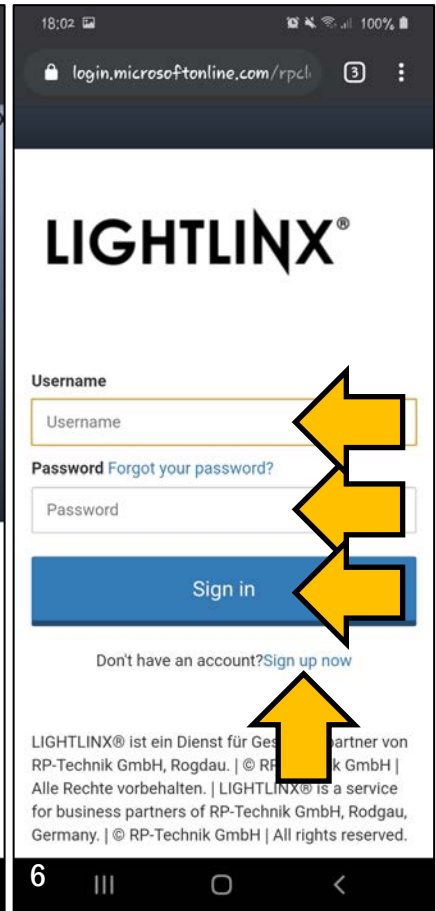 18:02 100%
login.microsoftonline.com/rpcl 3
LIGHTLINX®
Username
Username
Password Forgot your password?
Password
Sign in
Don't have an account?Sign up now
LIGHTLINX® ist ein Dienst für Ges partner von
RP-Technik GmbH, Rogdau. | © RP k GmbH |
Alle Rechte vorbehalten. | LIGHTLINX® is a service
for business partners of RP-Technik GmbH, Rodgau,
Germany. | © RP-Technik GmbH | All rights reserved.
6